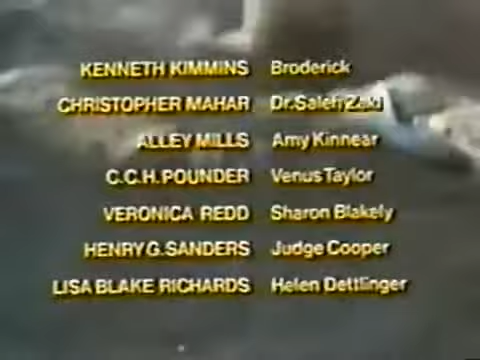 KENNETH KIMMINS Broderick
CHRISTOPHER MAHAR Dr.Saleh Zaki
ALLEY MILLS Amy Kinnear
C.C.H.POUNDER Venus Taylor
VERONICA REDD Sharon Blakely
HENRY G.SANDERS Judge Cooper
LISA BLAKE RICHARDS Helen Dettlinger